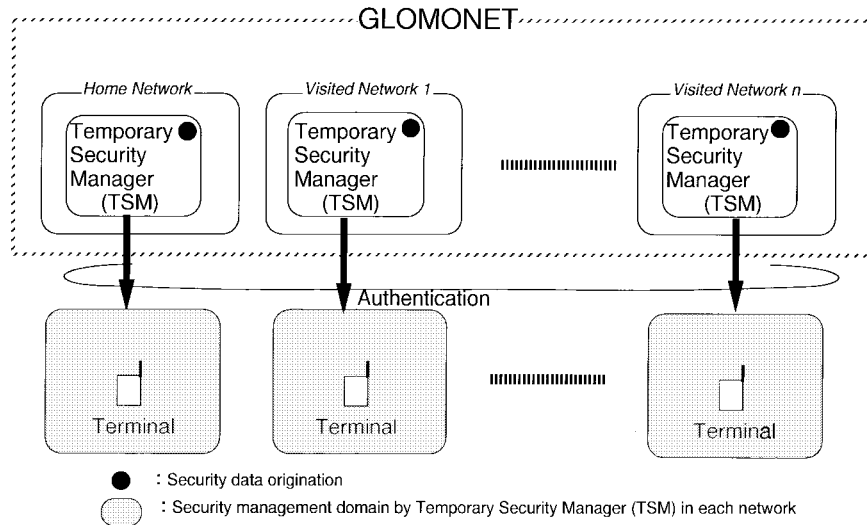 GLOMONET
Home Network
Visited Network 1
Visited Network n
Temporary
Security
Manager
(TSM)
Temporary
Security
Manager
(TSM)
Temporary
Security
Manager
(TSM)
Authentication
Terminal
Terminal
Terminal
: Security data origination
: Security management domain by Temporary Security Manager (TSM) in each network